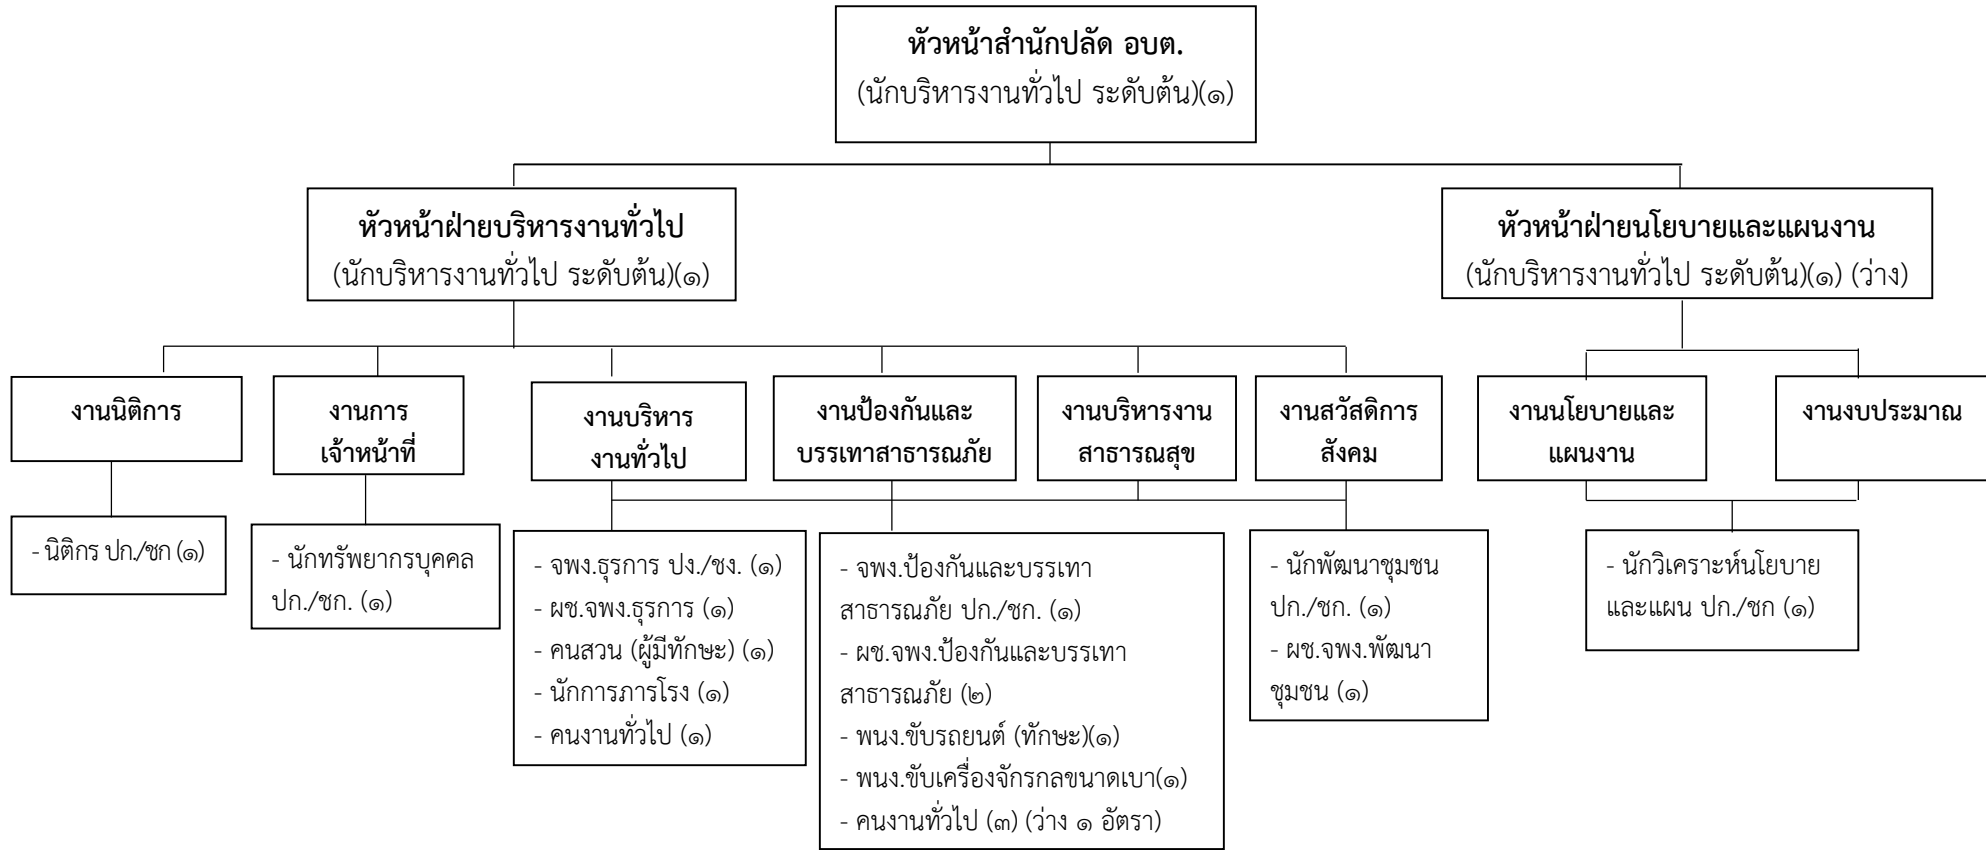 หัวหน้าสำนักปลัด อบต.
(นักบริหารงานทั่วไป ระดับต้น)(๑)
หัวหน้าฝ่ายบริหารงานทั่วไป
(นักบริหารงานทั่วไป ระดับต้น)(๑)
หัวหน้าฝ่ายนโยบายและแผนงาน
(นักบริหารงานทั่วไป ระดับต้น)(๑) (ว่าง)
งานนิติการ
งานการ
เจ้าหน้าที่
งานบริหาร
งานทั่วไป
งานป้องกันและ
บรรเทาสาธารณภัย
งานบริหารงาน
สาธารณสุข
งานสวัสดิการ
สังคม
งานนโยบายและ
แผนงาน
งานงบประมาณ
- นิติกร ปก./ชก (๑)
- นักทรัพยากรบุคคล
ปก./ชก. (๑)
- จพง.ธุรการ ปง./ชง. (๑)
- ผช.จพง.ธุรการ (๑)
- คนสวน (ผู้มีทักษะ) (๑)
- นักการภารโรง (๑)
- คนงานทั่วไป (๑)
- จพง.ป้องกันและบรรเทา
สาธารณภัย ปก./ชก. (๑)
- ผช.จพง.ป้องกันและบรรเทา
สาธารณภัย (๒)
- พนง.ขับรถยนต์ (ทักษะ)(๑)
- พนง.ขับเครื่องจักรกลขนาดเบา(๑)
- คนงานทั่วไป (๓) (ว่าง ๑ อัตรา)
- นักพัฒนาชุมชน
ปก./ชก. (๑)
- ผช.จพง.พัฒนา
ชุมชน (๑)
- นักวิเคราะห์นโยบาย
และแผน ปก./ชก (๑)